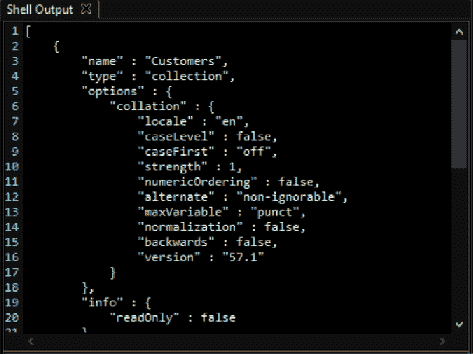 Shell Output
1 [
2 {
3 "name" : "Customers",
4 "type" : "collection",
5 "options" : {
6 "collation" : {
7 "locale" : "en",
8 "caseLevel" : false,
9 "caseFirst" : "off",
10 "strength" : 1,
11 "numericOrdering" : false,
12 "alternate" : "non-ignorable",
13 "maxVariable" : "punct",
14 "normalization" : false,
15 "backwards" : false,
16 "version" : "57.1"
17 }
18 },
19 "info" : {
20 "readOnly" : false
21 }